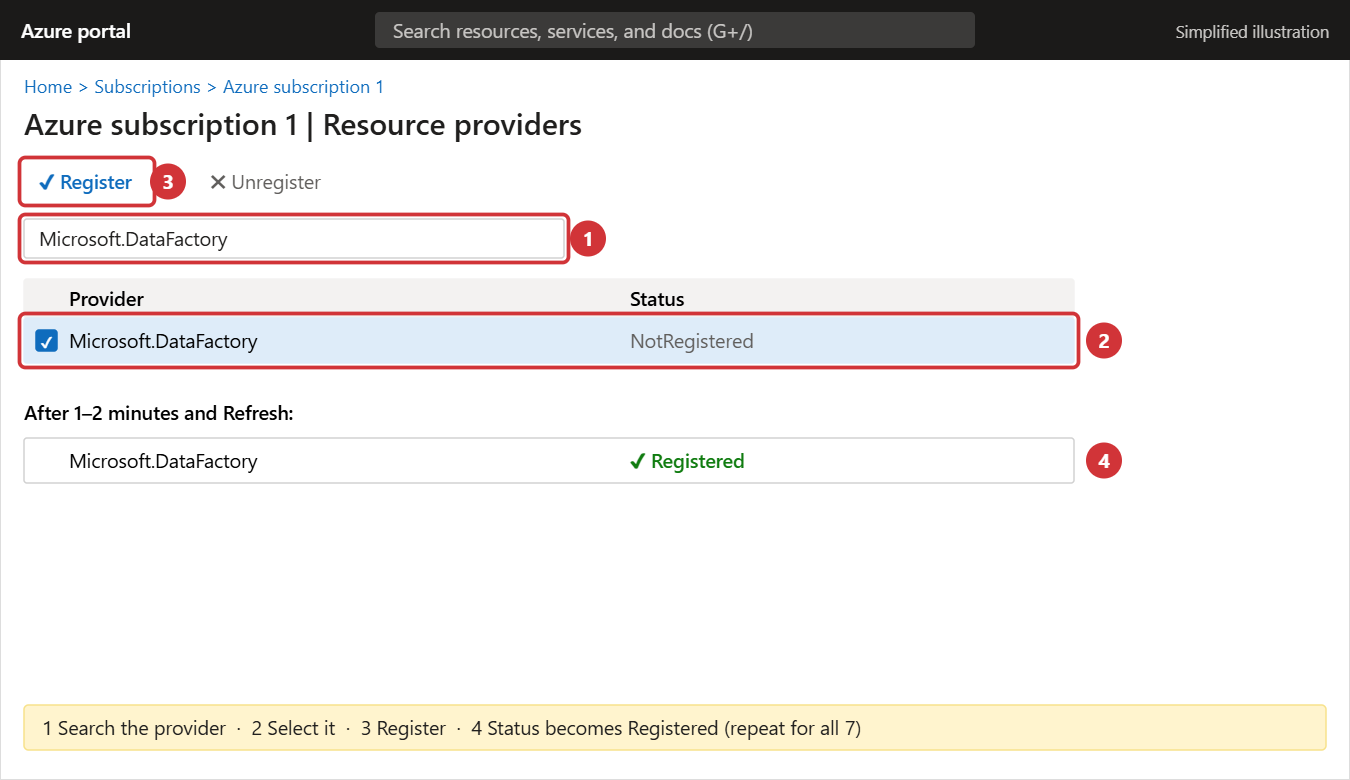 Azure portal
Search resources, services, and docs (G+/)
Simplified illustration
Home > Subscriptions > Azure subscription 1
Azure subscription 1 | Resource providers
✓ Register
3
✕ Unregister
Microsoft.DataFactory
1
Provider Status
Microsoft.DataFactory NotRegistered
2
After 1–2 minutes and Refresh:
Microsoft.DataFactory ✓ Registered
4
1 Search the provider · 2 Select it · 3 Register · 4 Status becomes Registered (repeat for all 7)